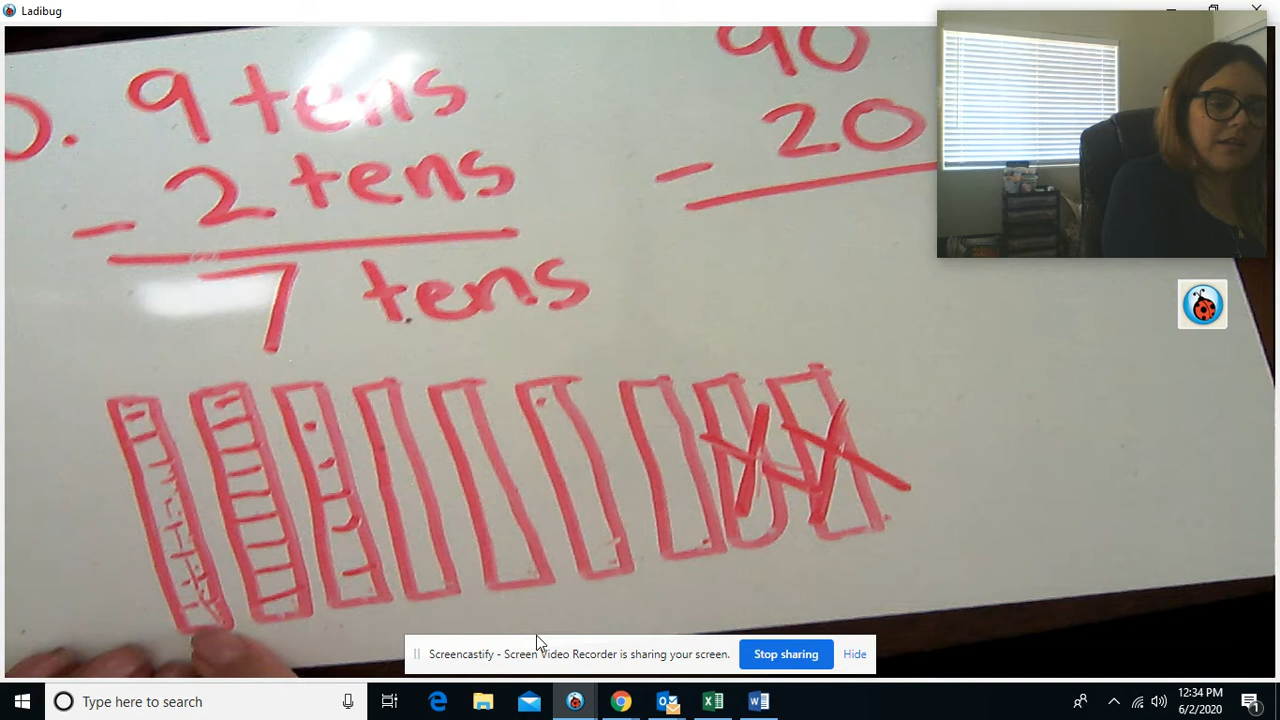 Ladibug
0. 9 tens
- 2 tens
7 tens
90
- 20
Screencastify - Screen Video Recorder is sharing your screen.
Stop sharing
Hide
Type here to search
12:34 PM
6/2/2020